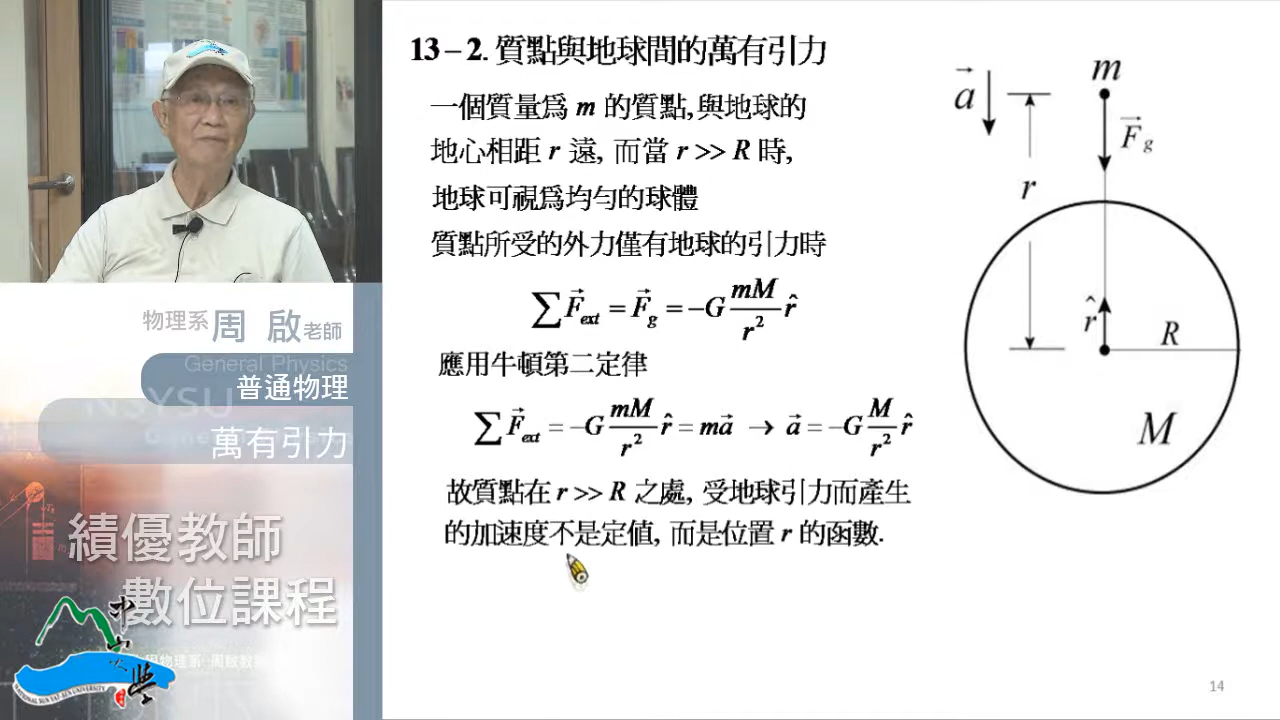 13－2. 質點與地球間的萬有引力
一個質量爲 m 的質點, 與地球的
地心相距 r 遠, 而當 r >> R 時,
地球可視爲均勻的球體
質點所受的外力僅有地球的引力時
∑F⃗ext = F⃗g = −G mM/r² r̂
應用牛頓第二定律
∑F⃗ext = −G mM/r² r̂ = ma⃗ → a⃗ = −G M/r² r̂
故質點在 r >> R 之處, 受地球引力而產生
的加速度不是定值, 而是位置 r 的函數.
a⃗
m
F⃗g
r
r̂
R
M
14
物理系 周 啟 老師
General Physics
普通物理
NSYSU
萬有引力
績優教師
數位課程